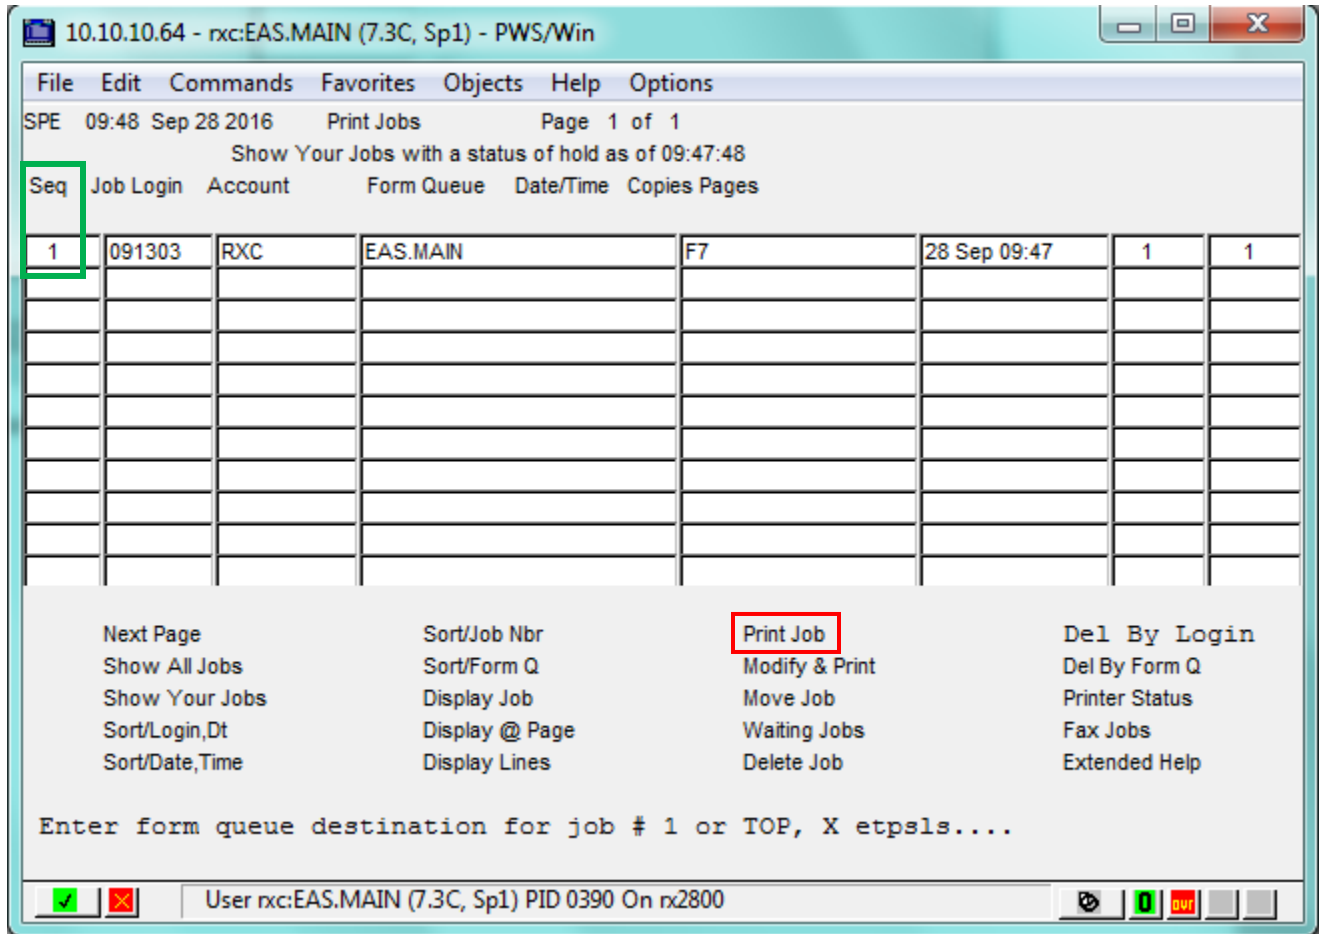 10.10.10.64 - rxc:EAS.MAIN (7.3C, Sp1) - PWS/Win
File Edit Commands Favorites Objects Help Options
SPE 09:48 Sep 28 2016 Print Jobs Page 1 of 1
Show Your Jobs with a status of hold as of 09:47:48
Seq Job Login Account Form Queue Date/Time Copies Pages
1 091303 RXC EAS.MAIN F7 28 Sep 09:47 1 1
Next Page Sort/Job Nbr Print Job Del By Login
Show All Jobs Sort/Form Q Modify & Print Del By Form Q
Show Your Jobs Display Job Move Job Printer Status
Sort/Login,Dt Display @ Page Waiting Jobs Fax Jobs
Sort/Date,Time Display Lines Delete Job Extended Help
Enter form queue destination for job # 1 or TOP, X etpsls....
User rxc:EAS.MAIN (7.3C, Sp1) PID 0390 On rx2800 0 ovr